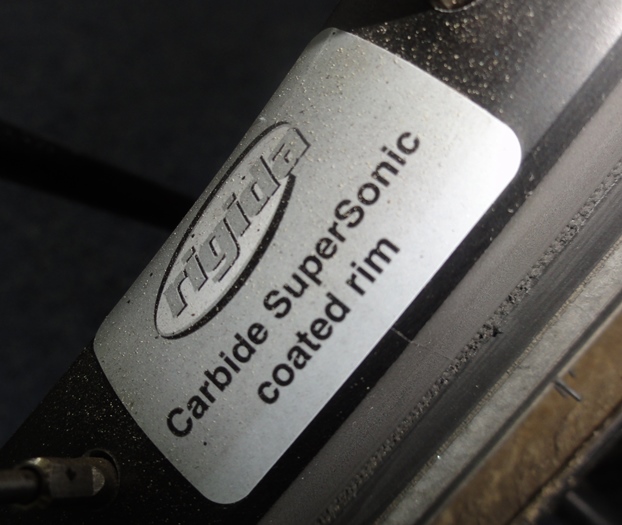 rigida
Carbide SuperSonic
coated rim